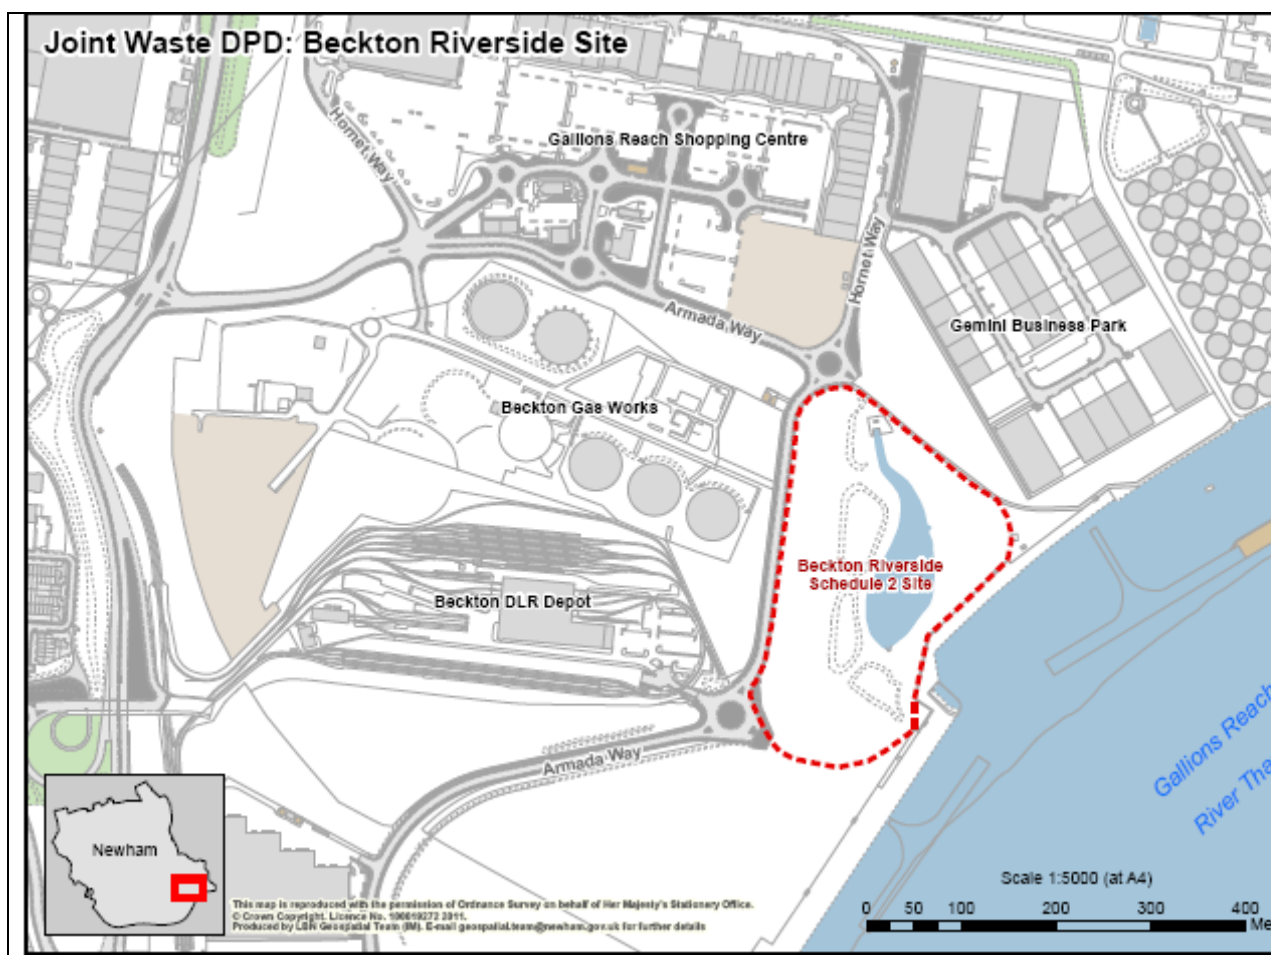 Joint Waste DPD: Beckton Riverside Site
Hornet Way
Gallions Reach Shopping Centre
Hornet Way
Armada Way
Gemini Business Park
Beckton Gas Works
Beckton Riverside
Schedule 2 Site
Beckton DLR Depot
Armada Way
Gallions Reach
River Tha
Newham
Scale 1:5000 (at A4)
0 50 100 200 300 400
Me
This map is reproduced with the permission of Ordnance Survey on behalf of Her Majesty's Stationery Office.
© Crown Copyright. Licence No. 100019272 2011.
Produced by LBN Geospatial Team (IM). E-mail geospatial.team@newham.gov.uk for further details